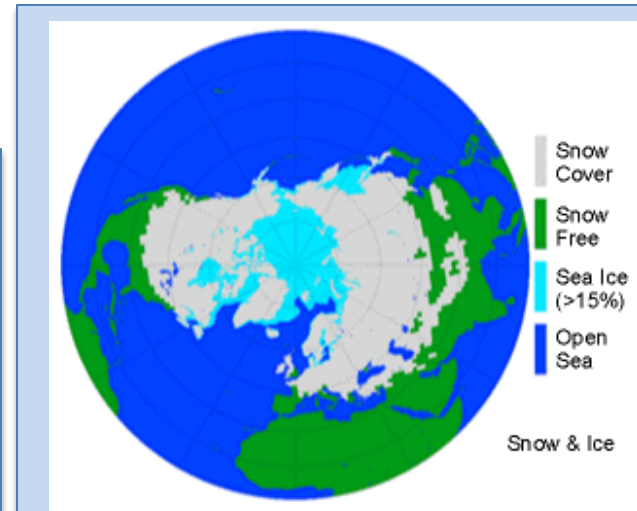 Snow
Cover
Snow
Free
Sea Ice
(>15%)
Open
Sea
Snow & Ice